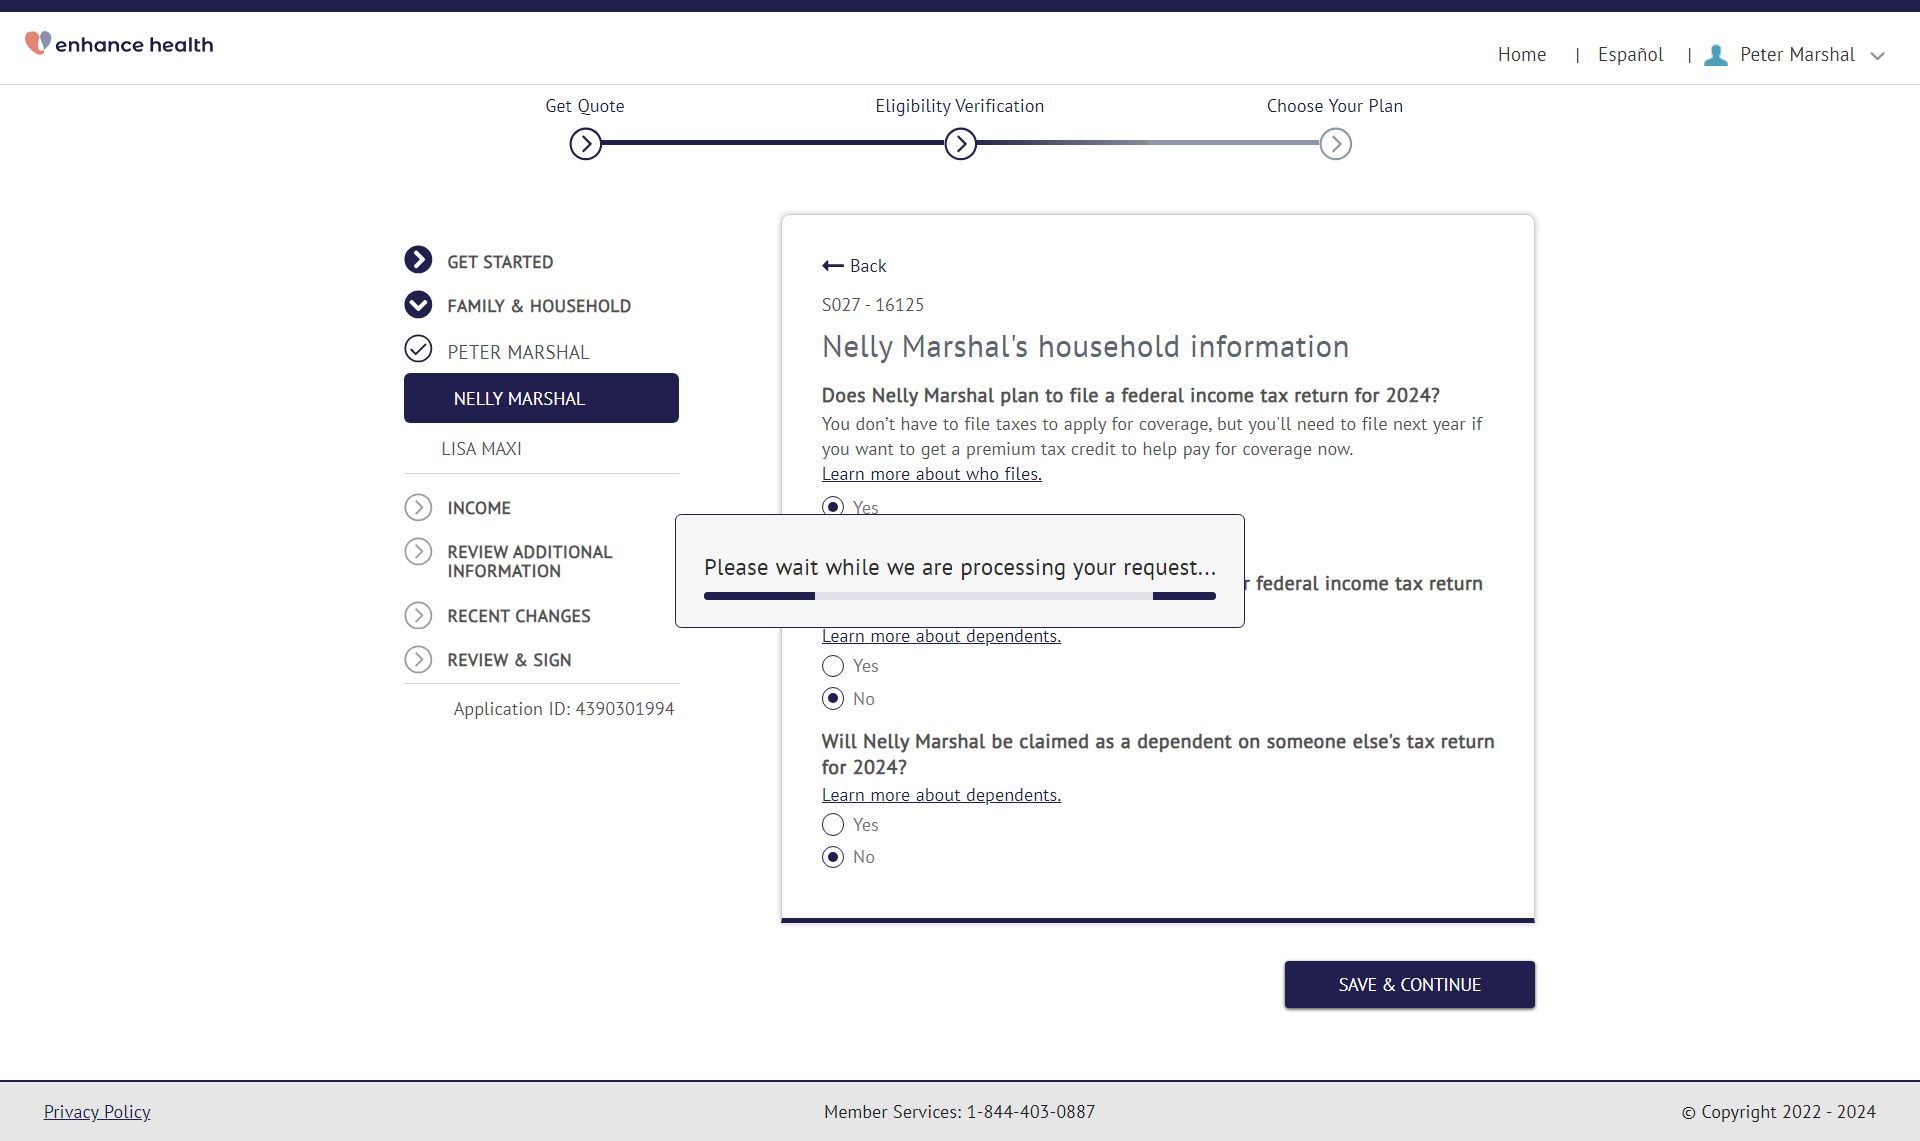 enhance health
Home | Español | Peter Marshal
Get Quote
Eligibility Verification
Choose Your Plan
GET STARTED
FAMILY & HOUSEHOLD
PETER MARSHAL
NELLY MARSHAL
LISA MAXI
INCOME
REVIEW ADDITIONAL
INFORMATION
RECENT CHANGES
REVIEW & SIGN
Application ID: 4390301994
Back
S027 - 16125
Nelly Marshal's household information
Does Nelly Marshal plan to file a federal income tax return for 2024?
You don’t have to file taxes to apply for coverage, but you'll need to file next year if
you want to get a premium tax credit to help pay for coverage now.
Learn more about who files.
Yes
Please wait while we are processing your request...
federal income tax return
Learn more about dependents.
Yes
No
Will Nelly Marshal be claimed as a dependent on someone else's tax return
for 2024?
Learn more about dependents.
Yes
No
SAVE & CONTINUE
Privacy Policy
Member Services: 1-844-403-0887
© Copyright 2022 - 2024